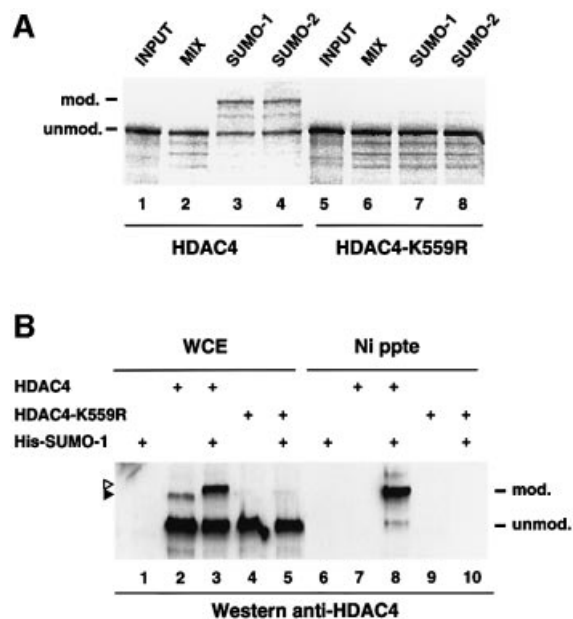 A
INPUT MIX SUMO-1 SUMO-2 INPUT MIX SUMO-1 SUMO-2
mod.
unmod.
1 2 3 4 5 6 7 8
HDAC4 HDAC4-K559R
B
WCE Ni ppte
HDAC4 + + + +
HDAC4-K559R + + + +
His-SUMO-1 + + + + + +
mod.
unmod.
1 2 3 4 5 6 7 8 9 10
Western anti-HDAC4